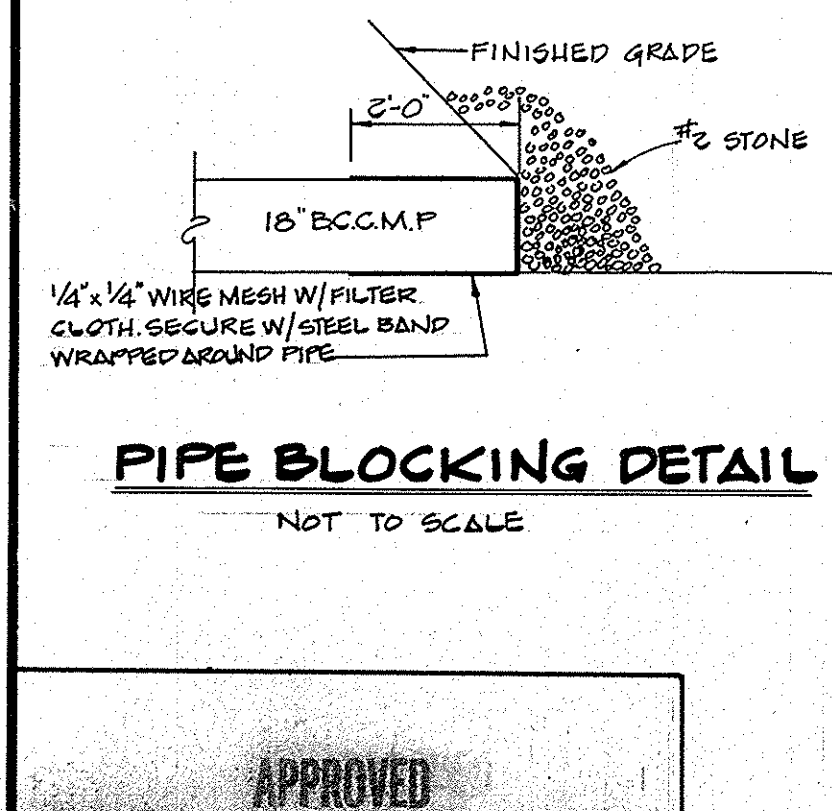 FINISHED GRADE
2'-0"
#2 STONE
18" B.C.C.M.P
1/4" x 1/4" WIRE MESH W/ FILTER
CLOTH. SECURE W/ STEEL BAND
WRAPPED AROUND PIPE
PIPE BLOCKING DETAIL
NOT TO SCALE
APPROVED